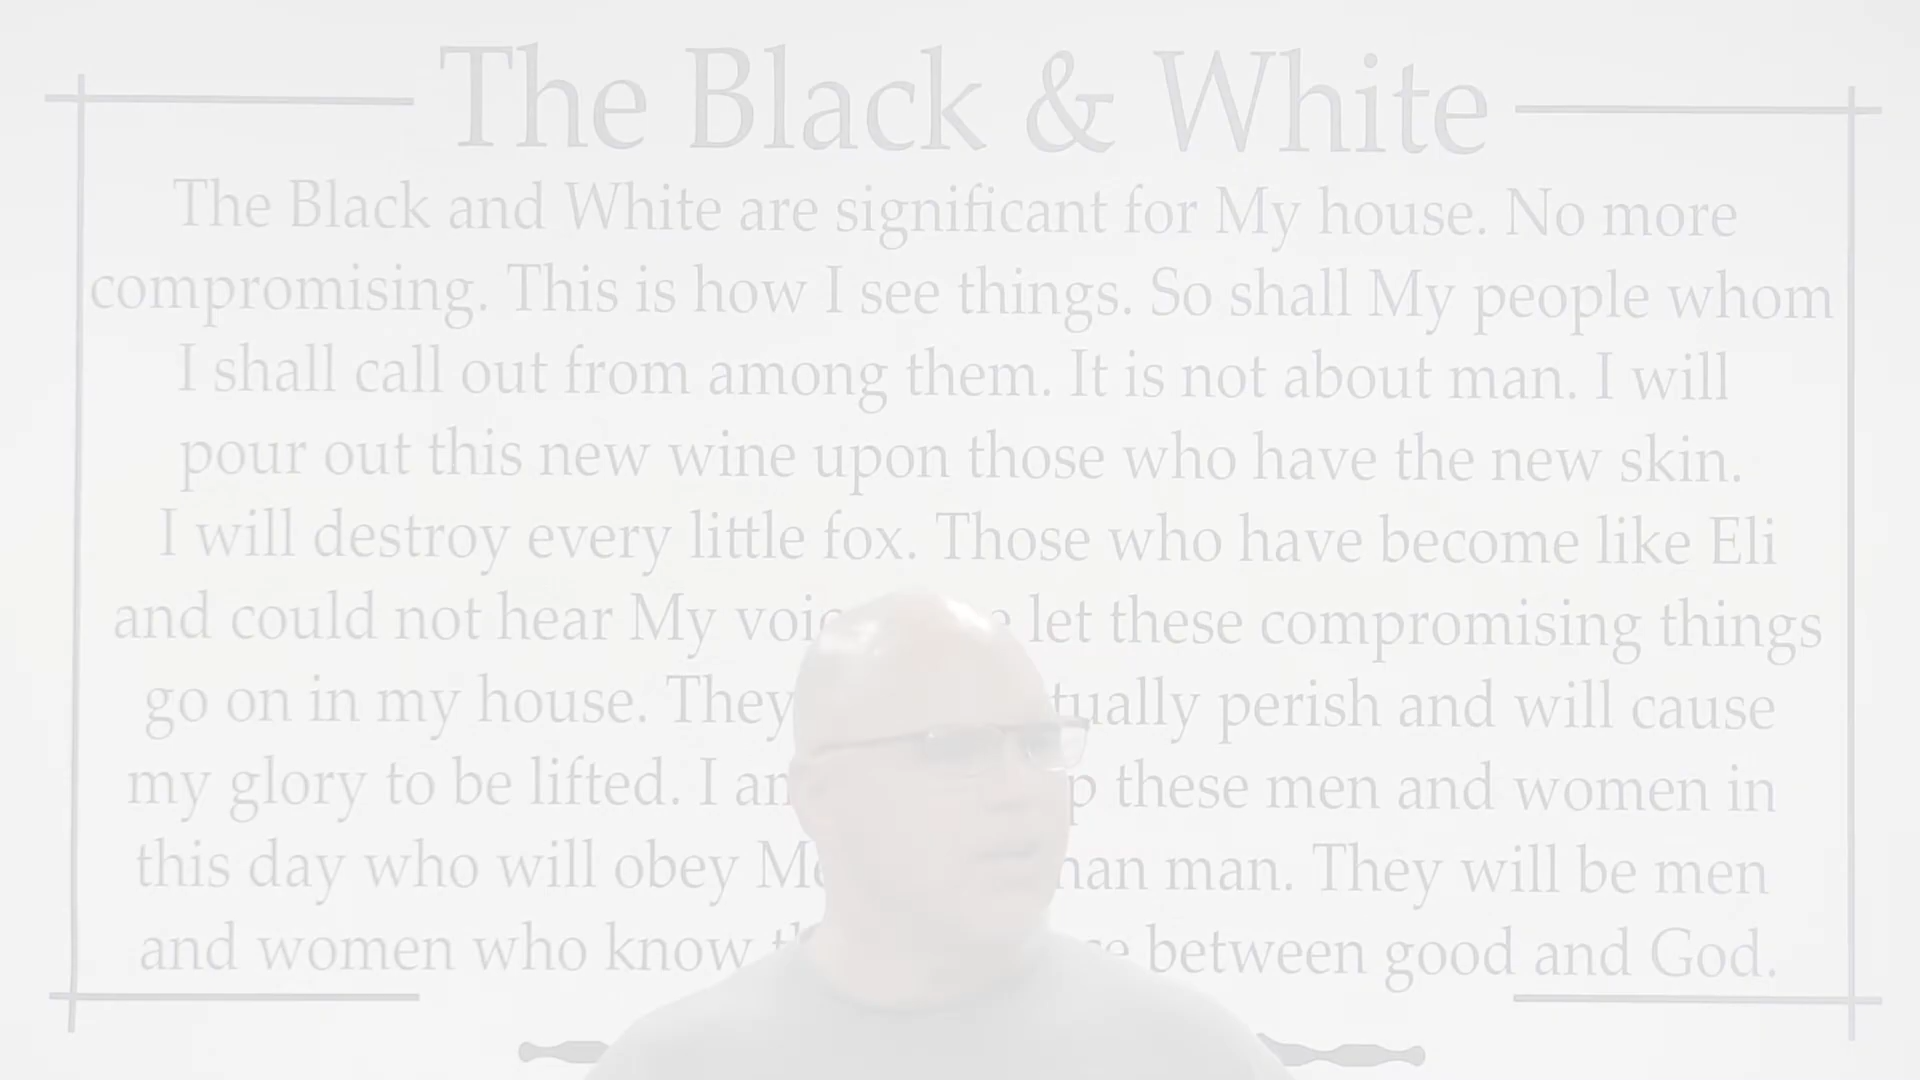 The Black & White
The Black and White are significant for My house. No more
compromising. This is how I see things. So shall My people whom
I shall call out from among them. It is not about man. I will
pour out this new wine upon those who have the new skin.
I will destroy every little fox. Those who have become like Eli
and could not hear My let these compromising things
go on in my house. They perish and will cause
my glory to be lifted. I these men and women in
this day who will obey man. They will be men
and women who know between good and God.